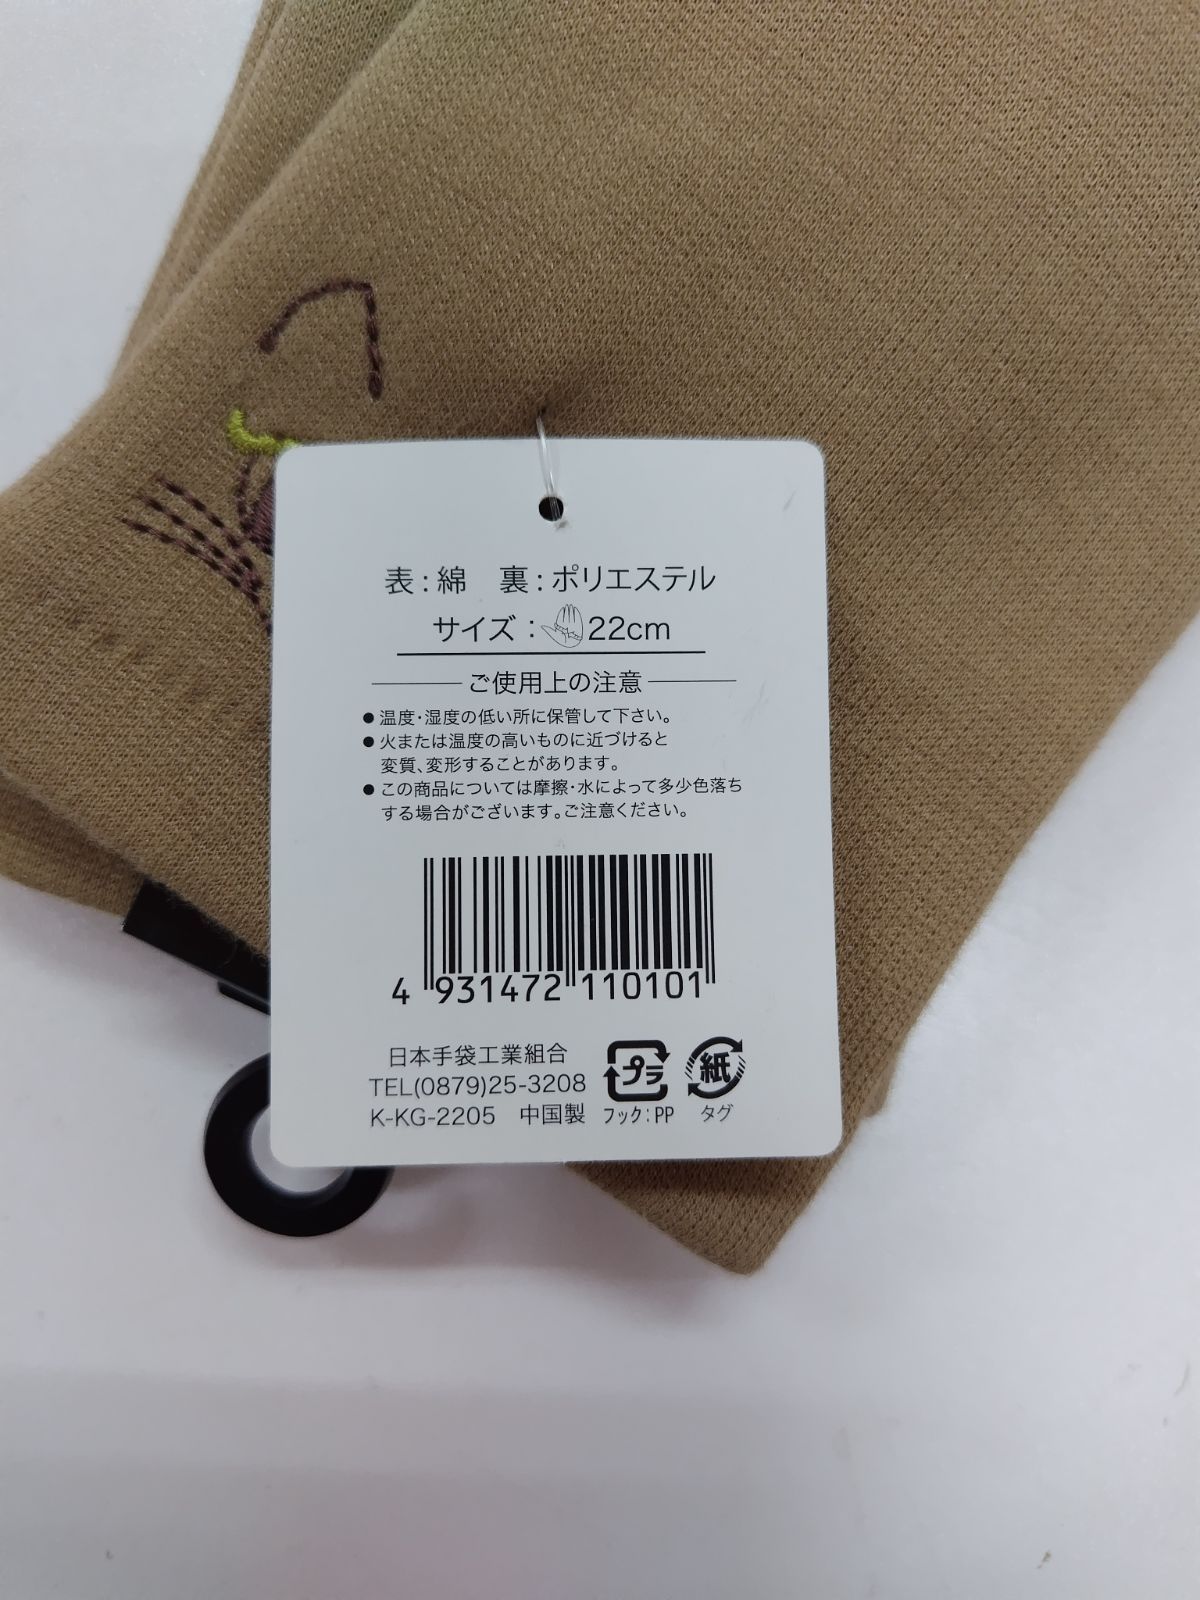 表：綿　裏：ポリエステル
サイズ：22cm
ご使用上の注意
●温度・湿度の低い所に保管して下さい。
●火または温度の高いものに近づけると
変質、変形することがあります。
●この商品については摩擦・水によって多少色落ち
する場合がございます。ご注意ください。
4 931472 110101
日本手袋工業組合
TEL(0879)25-3208
K-KG-2205　中国製
プラ
フック：PP
紙
タグ